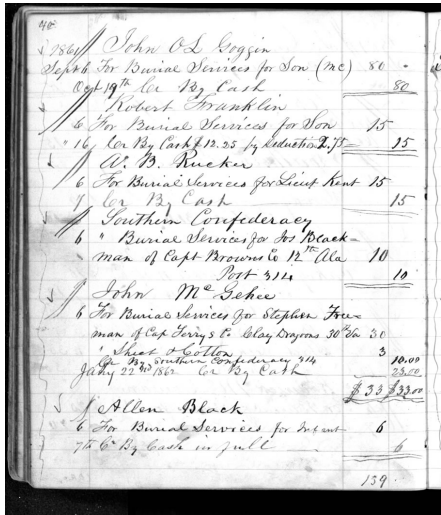 40
1861 John O L Goggin
Sept 6 For Burial Services for Son (mc) 80
Oct 19th Cr By Cash 80
Robert Franklin
6 For Burial Services for Son 15
" 16 Cr By Cash $12.25 by deduction 2.75 15
W. B. Rucker
6 For Burial Services for Lieut Kent 15
9 Cr By Cash 15
Southern Confederacy
6 " Burial Services for Jos Black=
man of Capt Browns Co 12th Ala 10
Post 314 10
John McGehee
6 For Burial Services for Stephen Free
man of Cap Terrys Co Clay Dragons 30th Va 30
Sheet & Cotton 3
Cr By Southern Confederacy 314 10.00
Jany 22nd 1862 Cr By Cash 23.00
$33 $33.00
Allen Black
6 For Burial Services for Infant 6
7th Cr By Cash in full 6
139